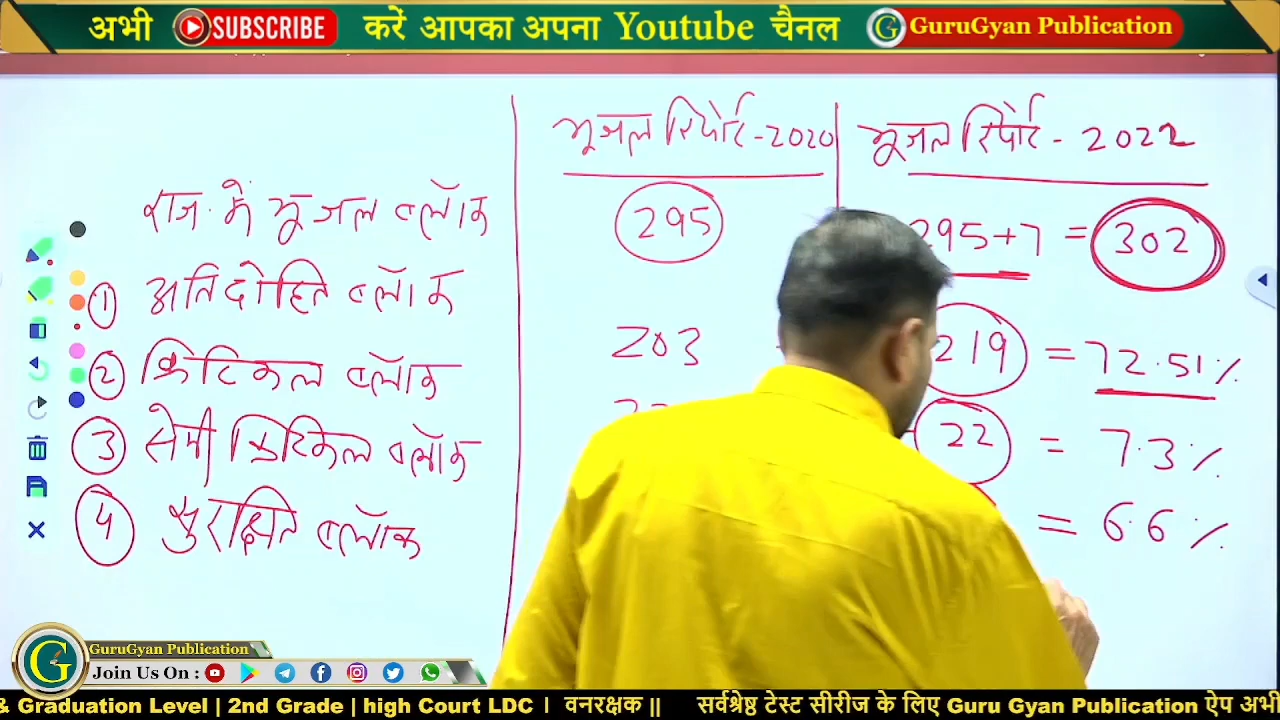 अभी SUBSCRIBE करें आपका अपना Youtube चैनल GuruGyan Publication
भूजल रिपोर्ट-2020
भूजल रिपोर्ट - 2022
राज. में भूजल ब्लॉक
295
295+7 = 302
① अतिदोहित ब्लॉक
203
219 = 72.51%
② क्रिटिकल ब्लॉक
22 = 7.3%
③ सेमी क्रिटिकल ब्लॉक
= 6.6%
④ सुरक्षित ब्लॉक
GuruGyan Publication
Join Us On :
& Graduation Level | 2nd Grade | high Court LDC | वनरक्षक || सर्वश्रेष्ठ टेस्ट सीरीज के लिए Guru Gyan Publication ऐप अभी